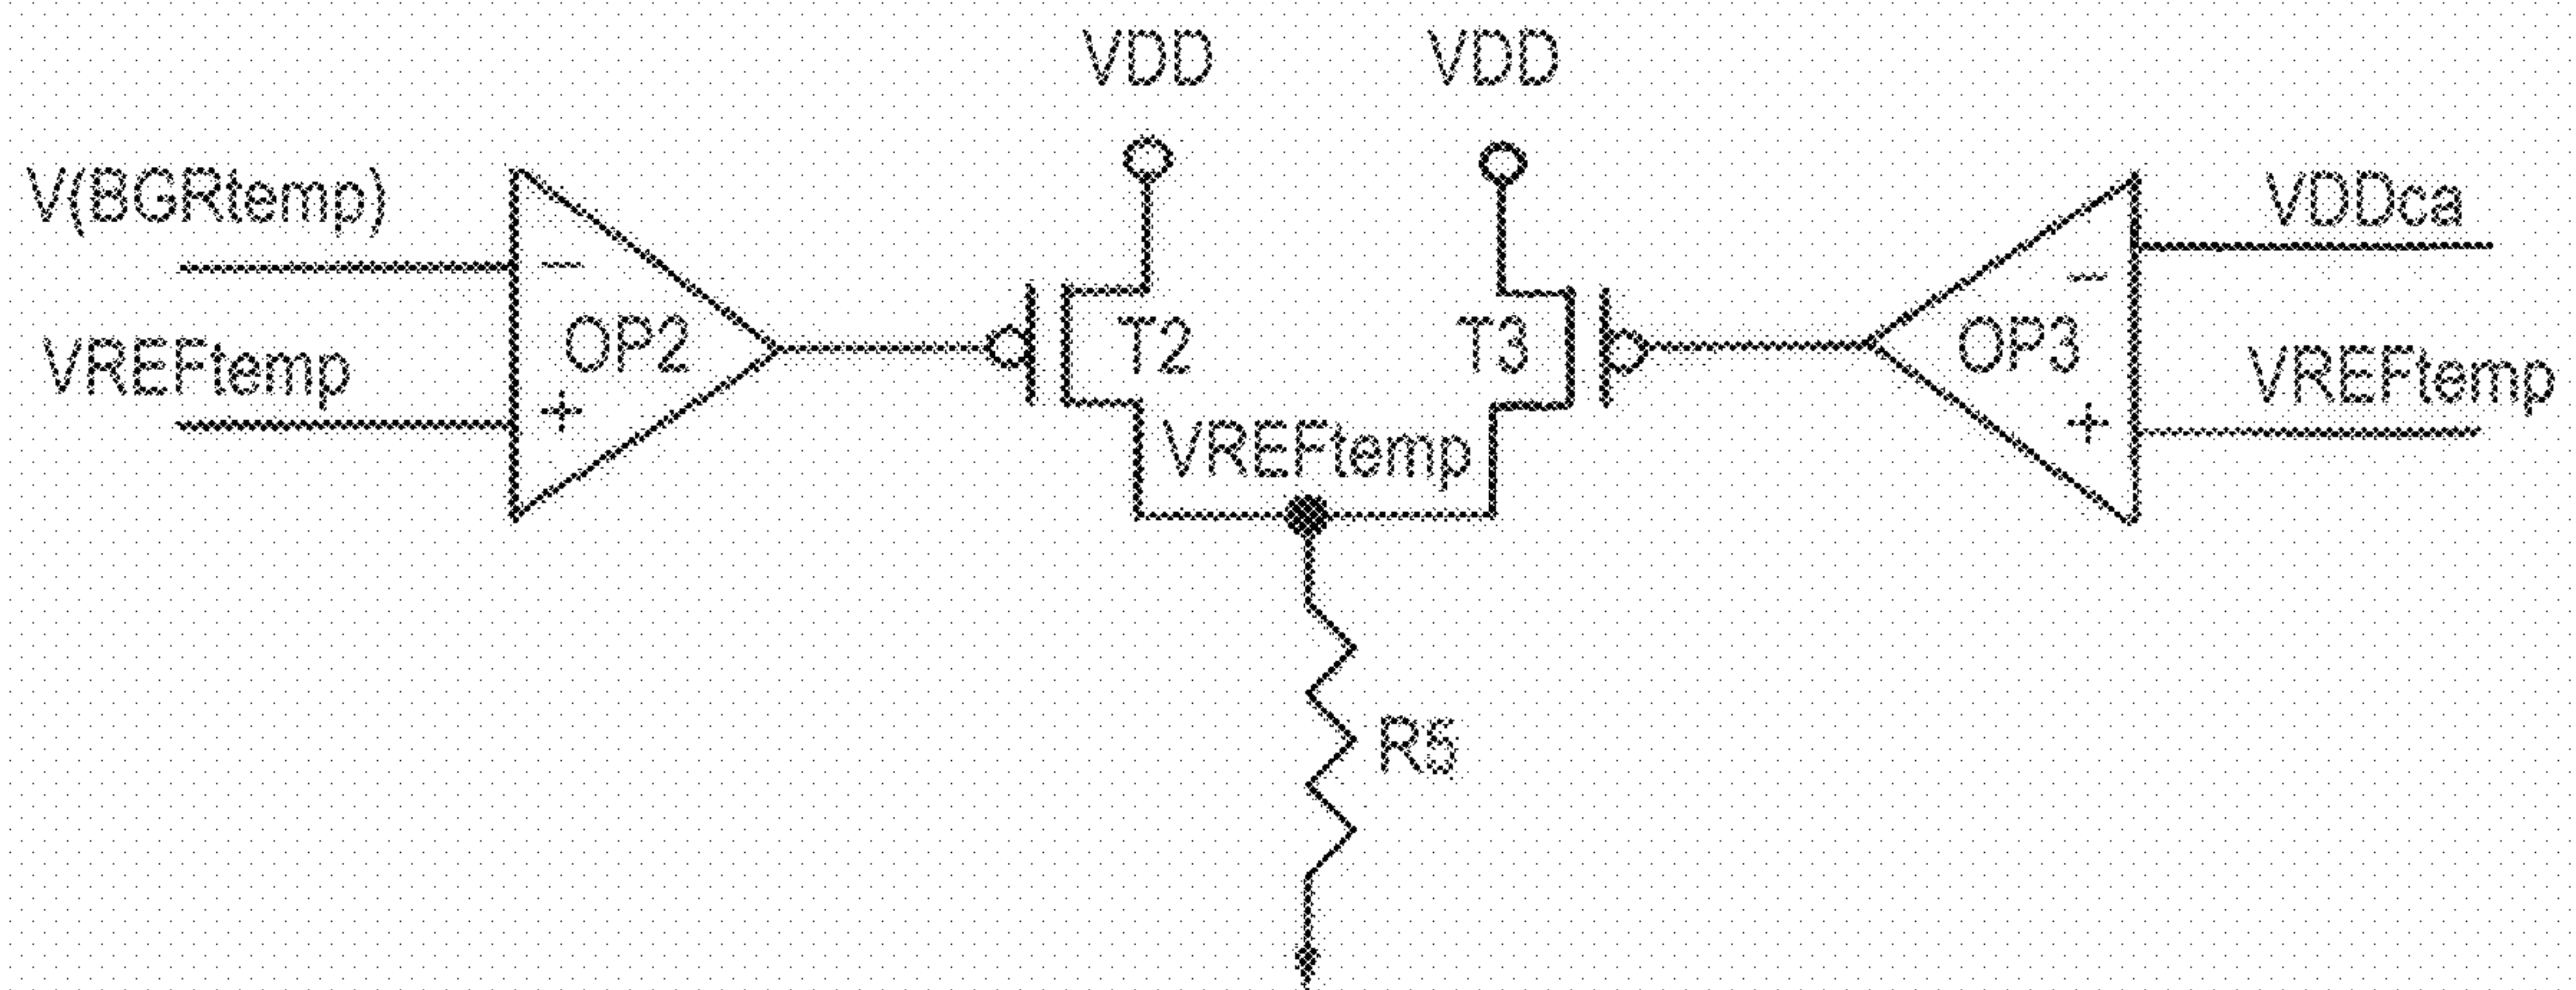 VDD
VDD
V(BGRtemp)
VREFtemp
−
OP2
+
T2
T3
VREFtemp
OP3
−
+
VDDca
VREFtemp
R5